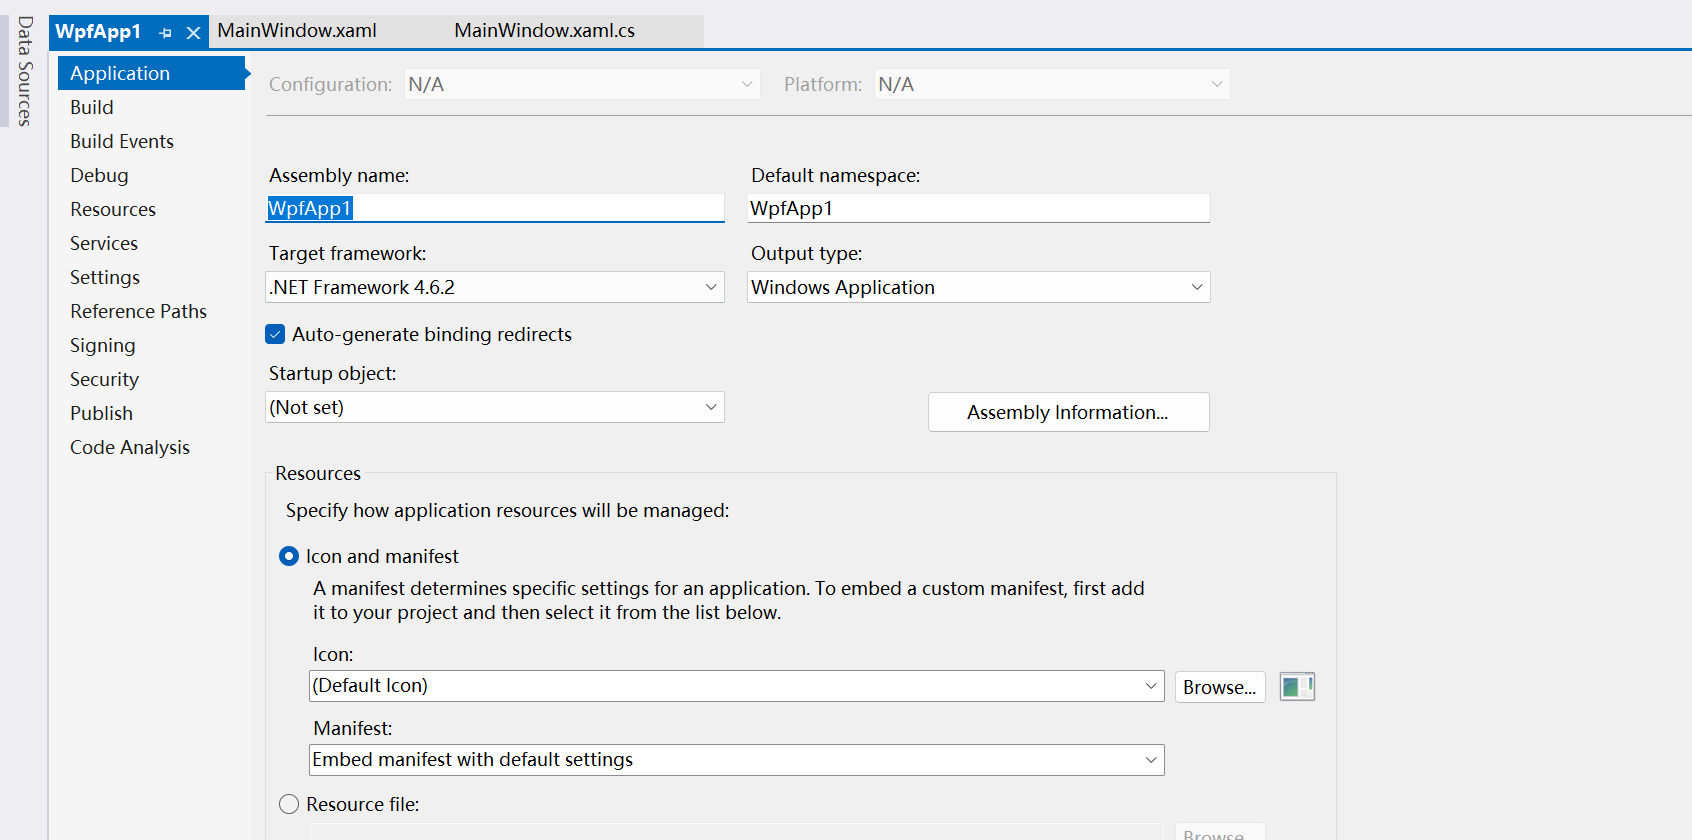 Data Sources
WpfApp1 MainWindow.xaml MainWindow.xaml.cs
Application
Build
Build Events
Debug
Resources
Services
Settings
Reference Paths
Signing
Security
Publish
Code Analysis
Configuration: N/A Platform: N/A
Assembly name: Default namespace:
WpfApp1 WpfApp1
Target framework: Output type:
.NET Framework 4.6.2 Windows Application
Auto-generate binding redirects
Startup object:
(Not set) Assembly Information...
Resources
Specify how application resources will be managed:
Icon and manifest
A manifest determines specific settings for an application. To embed a custom manifest, first add
it to your project and then select it from the list below.
Icon:
(Default Icon) Browse...
Manifest:
Embed manifest with default settings
Resource file:
Browse